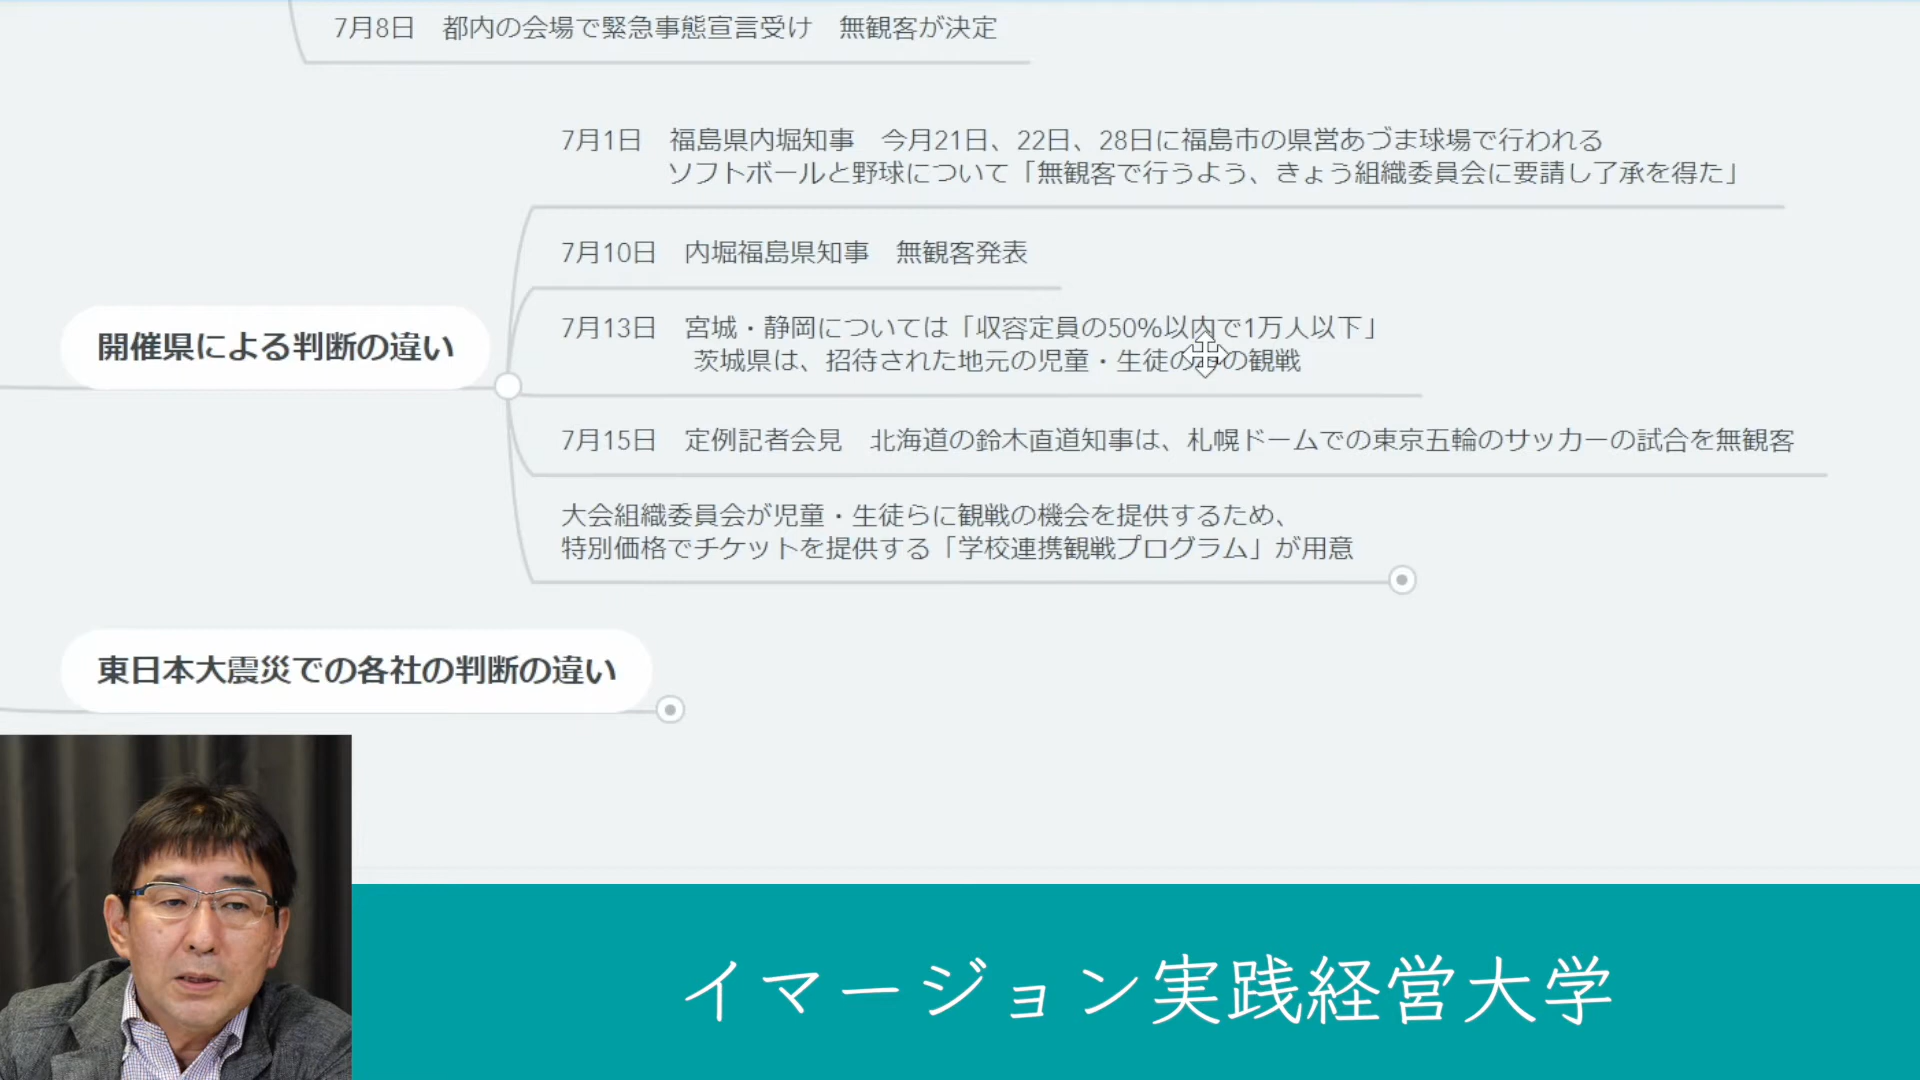 7月8日　都内の会場で緊急事態宣言受け　無観客が決定
7月1日　福島県内堀知事　今月21日、22日、28日に福島市の県営あづま球場で行われる
ソフトボールと野球について「無観客で行うよう、きょう組織委員会に要請し了承を得た」
7月10日　内堀福島県知事　無観客発表
開催県による判断の違い
7月13日　宮城・静岡については「収容定員の50%以内で1万人以下」
茨城県は、招待された地元の児童・生徒のみの観戦
7月15日　定例記者会見　北海道の鈴木直道知事は、札幌ドームでの東京五輪のサッカーの試合を無観客
大会組織委員会が児童・生徒らに観戦の機会を提供するため、
特別価格でチケットを提供する「学校連携観戦プログラム」が用意
東日本大震災での各社の判断の違い
イマージョン実践経営大学